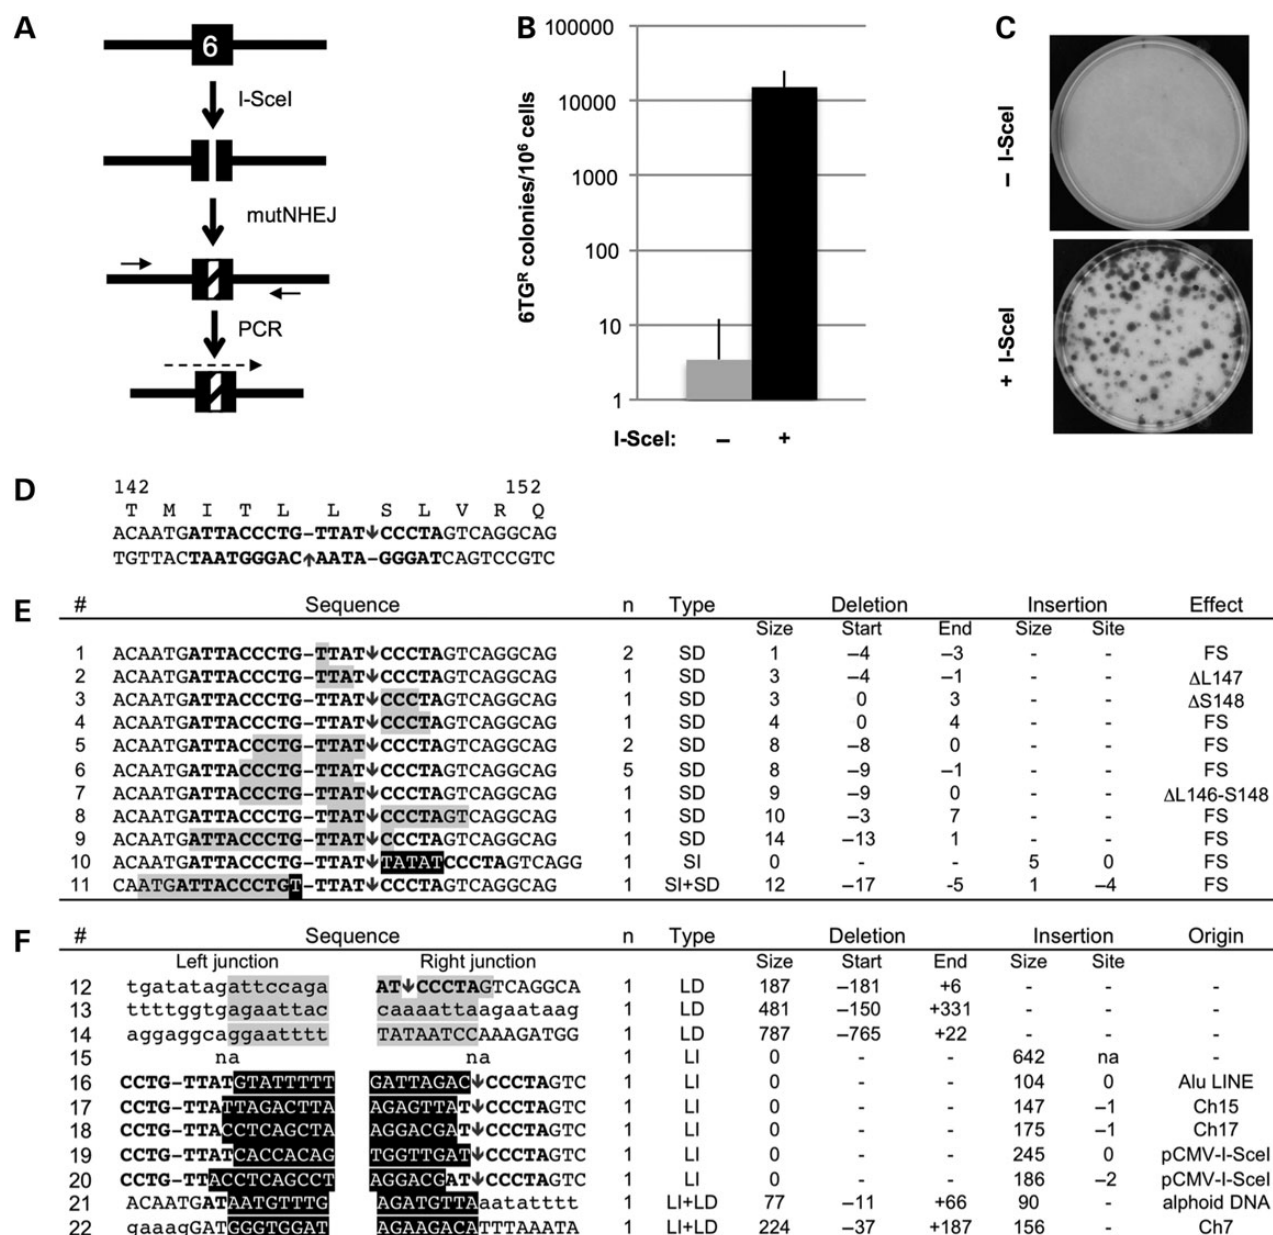 A
6
I-SceI
mutNHEJ
PCR
B
100000
10000
1000
100
10
1
6TGᴿ colonies/10⁶ cells
I-SceI: – +
C
– I-SceI
+ I-SceI
D
142 152
T M I T L L S L V R Q
ACAATGATTACCCTG–TTAT↓CCCTAGTCAGGCAG
TGTTACTAATGGGAC↑AATA–GGGATCAGTCCGTC
E
# Sequence n Type Deletion Insertion Effect
Size Start End Size Site
1 ACAATGATTACCCTG–TTAT↓CCCTAGTCAGGCAG 2 SD 1 –4 –3 - - FS
2 ACAATGATTACCCTG–TTAT↓CCCTAGTCAGGCAG 1 SD 3 –4 –1 - - ΔL147
3 ACAATGATTACCCTG–TTAT↓CCCTAGTCAGGCAG 1 SD 3 0 3 - - ΔS148
4 ACAATGATTACCCTG–TTAT↓CCCTAGTCAGGCAG 1 SD 4 0 4 - - FS
5 ACAATGATTACCCTG–TTAT↓CCCTAGTCAGGCAG 2 SD 8 –8 0 - - FS
6 ACAATGATTACCCTG–TTAT↓CCCTAGTCAGGCAG 5 SD 8 –9 –1 - - FS
7 ACAATGATTACCCTG–TTAT↓CCCTAGTCAGGCAG 1 SD 9 –9 0 - - ΔL146-S148
8 ACAATGATTACCCTG–TTAT↓CCCTAGTCAGGCAG 1 SD 10 –3 7 - - FS
9 ACAATGATTACCCTG–TTAT↓CCCTAGTCAGGCAG 1 SD 14 –13 1 - - FS
10 ACAATGATTACCCTG–TTAT↓TATATCCCTAGTCAGG 1 SI 0 - - 5 0 FS
11 CAATGATTACCCTGT–TTAT↓CCCTAGTCAGGCAG 1 SI+SD 12 –17 -5 1 –4 FS
F
# Sequence n Type Deletion Insertion Origin
Left junction Right junction Size Start End Size Site
12 tgatatagattccaga AT↓CCCTAGTCAGGCA 1 LD 187 –181 +6 - - -
13 ttttggtgagaattac caaaattaagaataag 1 LD 481 –150 +331 - - -
14 aggaggcaggaatttt TATAATCCAAAGATGG 1 LD 787 –765 +22 - - -
15 na na 1 LI 0 - - 642 na -
16 CCTG–TTATGTATTTTT GATTAGAC↓CCCTAGTC 1 LI 0 - - 104 0 Alu LINE
17 CCTG–TTATTAGACTTA AGAGTTAT↓CCCTAGTC 1 LI 0 - - 147 –1 Ch15
18 CCTG–TTACCTCAGCTA AGGACGAT↓CCCTAGTC 1 LI 0 - - 175 –1 Ch17
19 CCTG–TTATCACCACAG TGGTTGAT↓CCCTAGTC 1 LI 0 - - 245 0 pCMV-I-SceI
20 CCTG–TTACCTCAGCCT AGGACGAT↓CCCTAGTC 1 LI 0 - - 186 –2 pCMV-I-SceI
21 ACAATGATAATGTTTG AGATGTTAaatatttt 1 LI+LD 77 –11 +66 90 - alphoid DNA
22 gaaagGATGGGTGGAT AGAAGACATTTAAATA 1 LI+LD 224 –37 +187 156 - Ch7